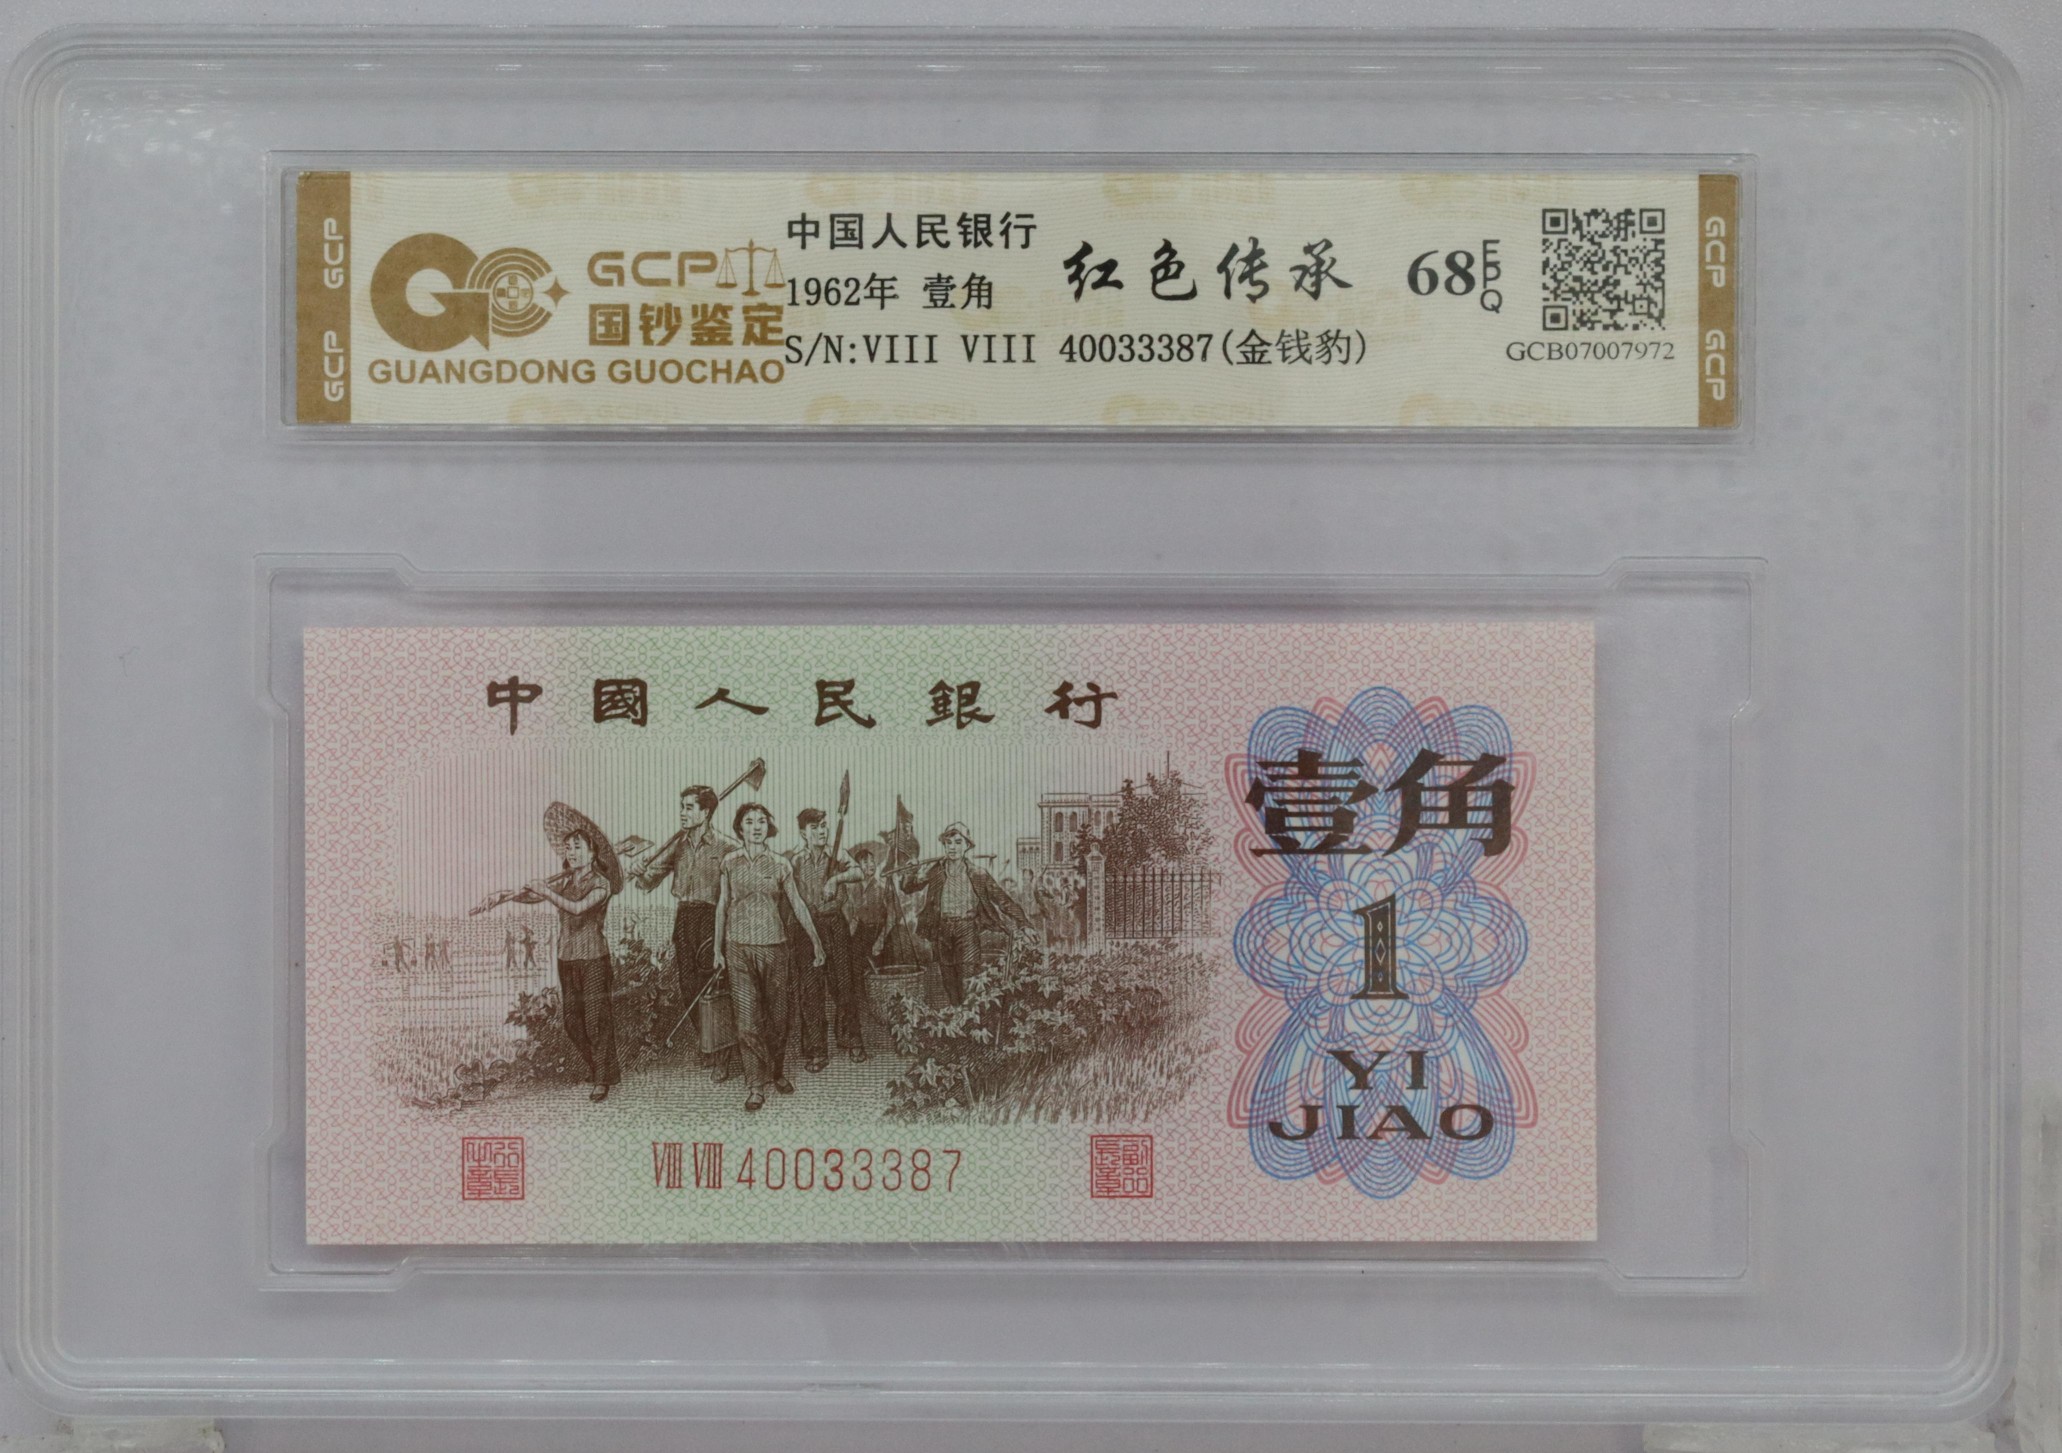 GCP GCP
GCP
国钞鉴定
GUANGDONG GUOCHAO
中国人民银行
1962年 壹角
S/N:VIII VIII 40033387(金钱豹)
红色传承
68 EPQ
GCB07007972
GCP GCP
中國人民銀行
壹角
1
YI
JIAO
VIII VIII 40033387